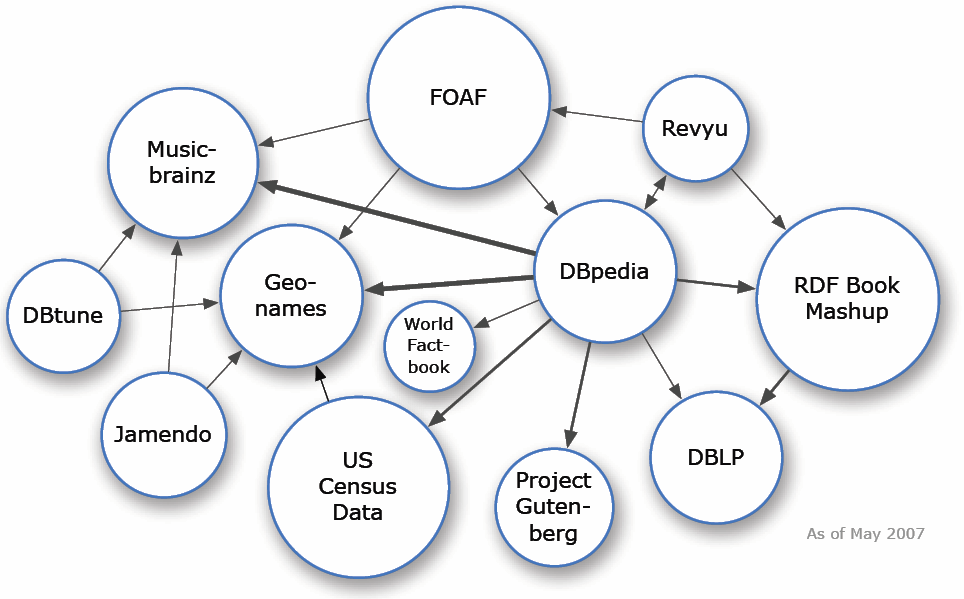 FOAF
Revyu
Music-
brainz
DBpedia
Geo-
names
RDF Book
Mashup
DBtune
World
Fact-
book
Jamendo
US
Census
Data
Project
Guten-
berg
DBLP
As of May 2007